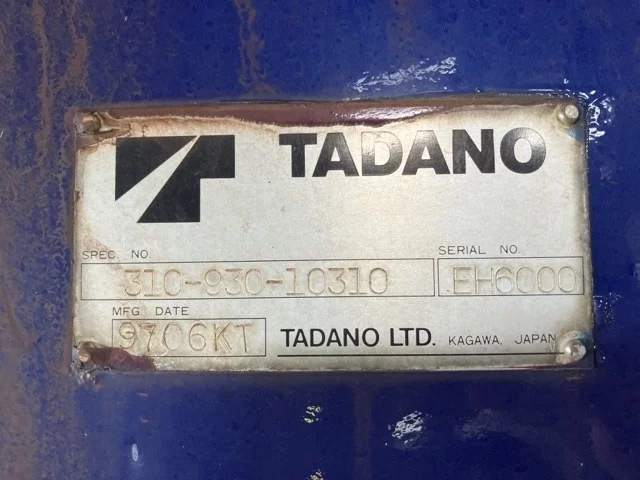 TADANO
SPEC. NO.
SERIAL NO.
310-930-10310
EH6000
MFG. DATE
9706KT
TADANO LTD. KAGAWA, JAPAN